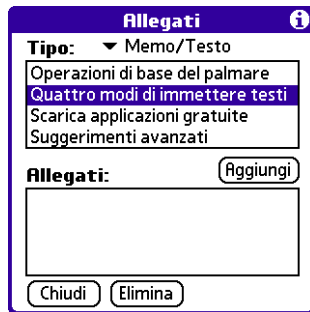 Allegati
Tipo: Memo/Testo
Operazioni di base del palmare
Quattro modi di immettere testi
Scarica applicazioni gratuite
Suggerimenti avanzati
Allegati: Aggiungi
Chiudi Elimina